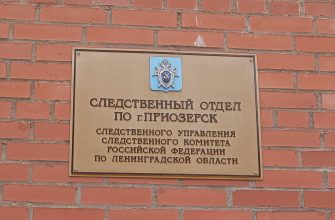 СЛЕДСТВЕННЫЙ ОТДЕЛ
ПО г.ПРИОЗЕРСК
СЛЕДСТВЕННОГО УПРАВЛЕНИЯ
СЛЕДСТВЕННОГО КОМИТЕТА
РОССИЙСКОЙ ФЕДЕРАЦИИ
ПО ЛЕНИНГРАДСКОЙ ОБЛАСТИ